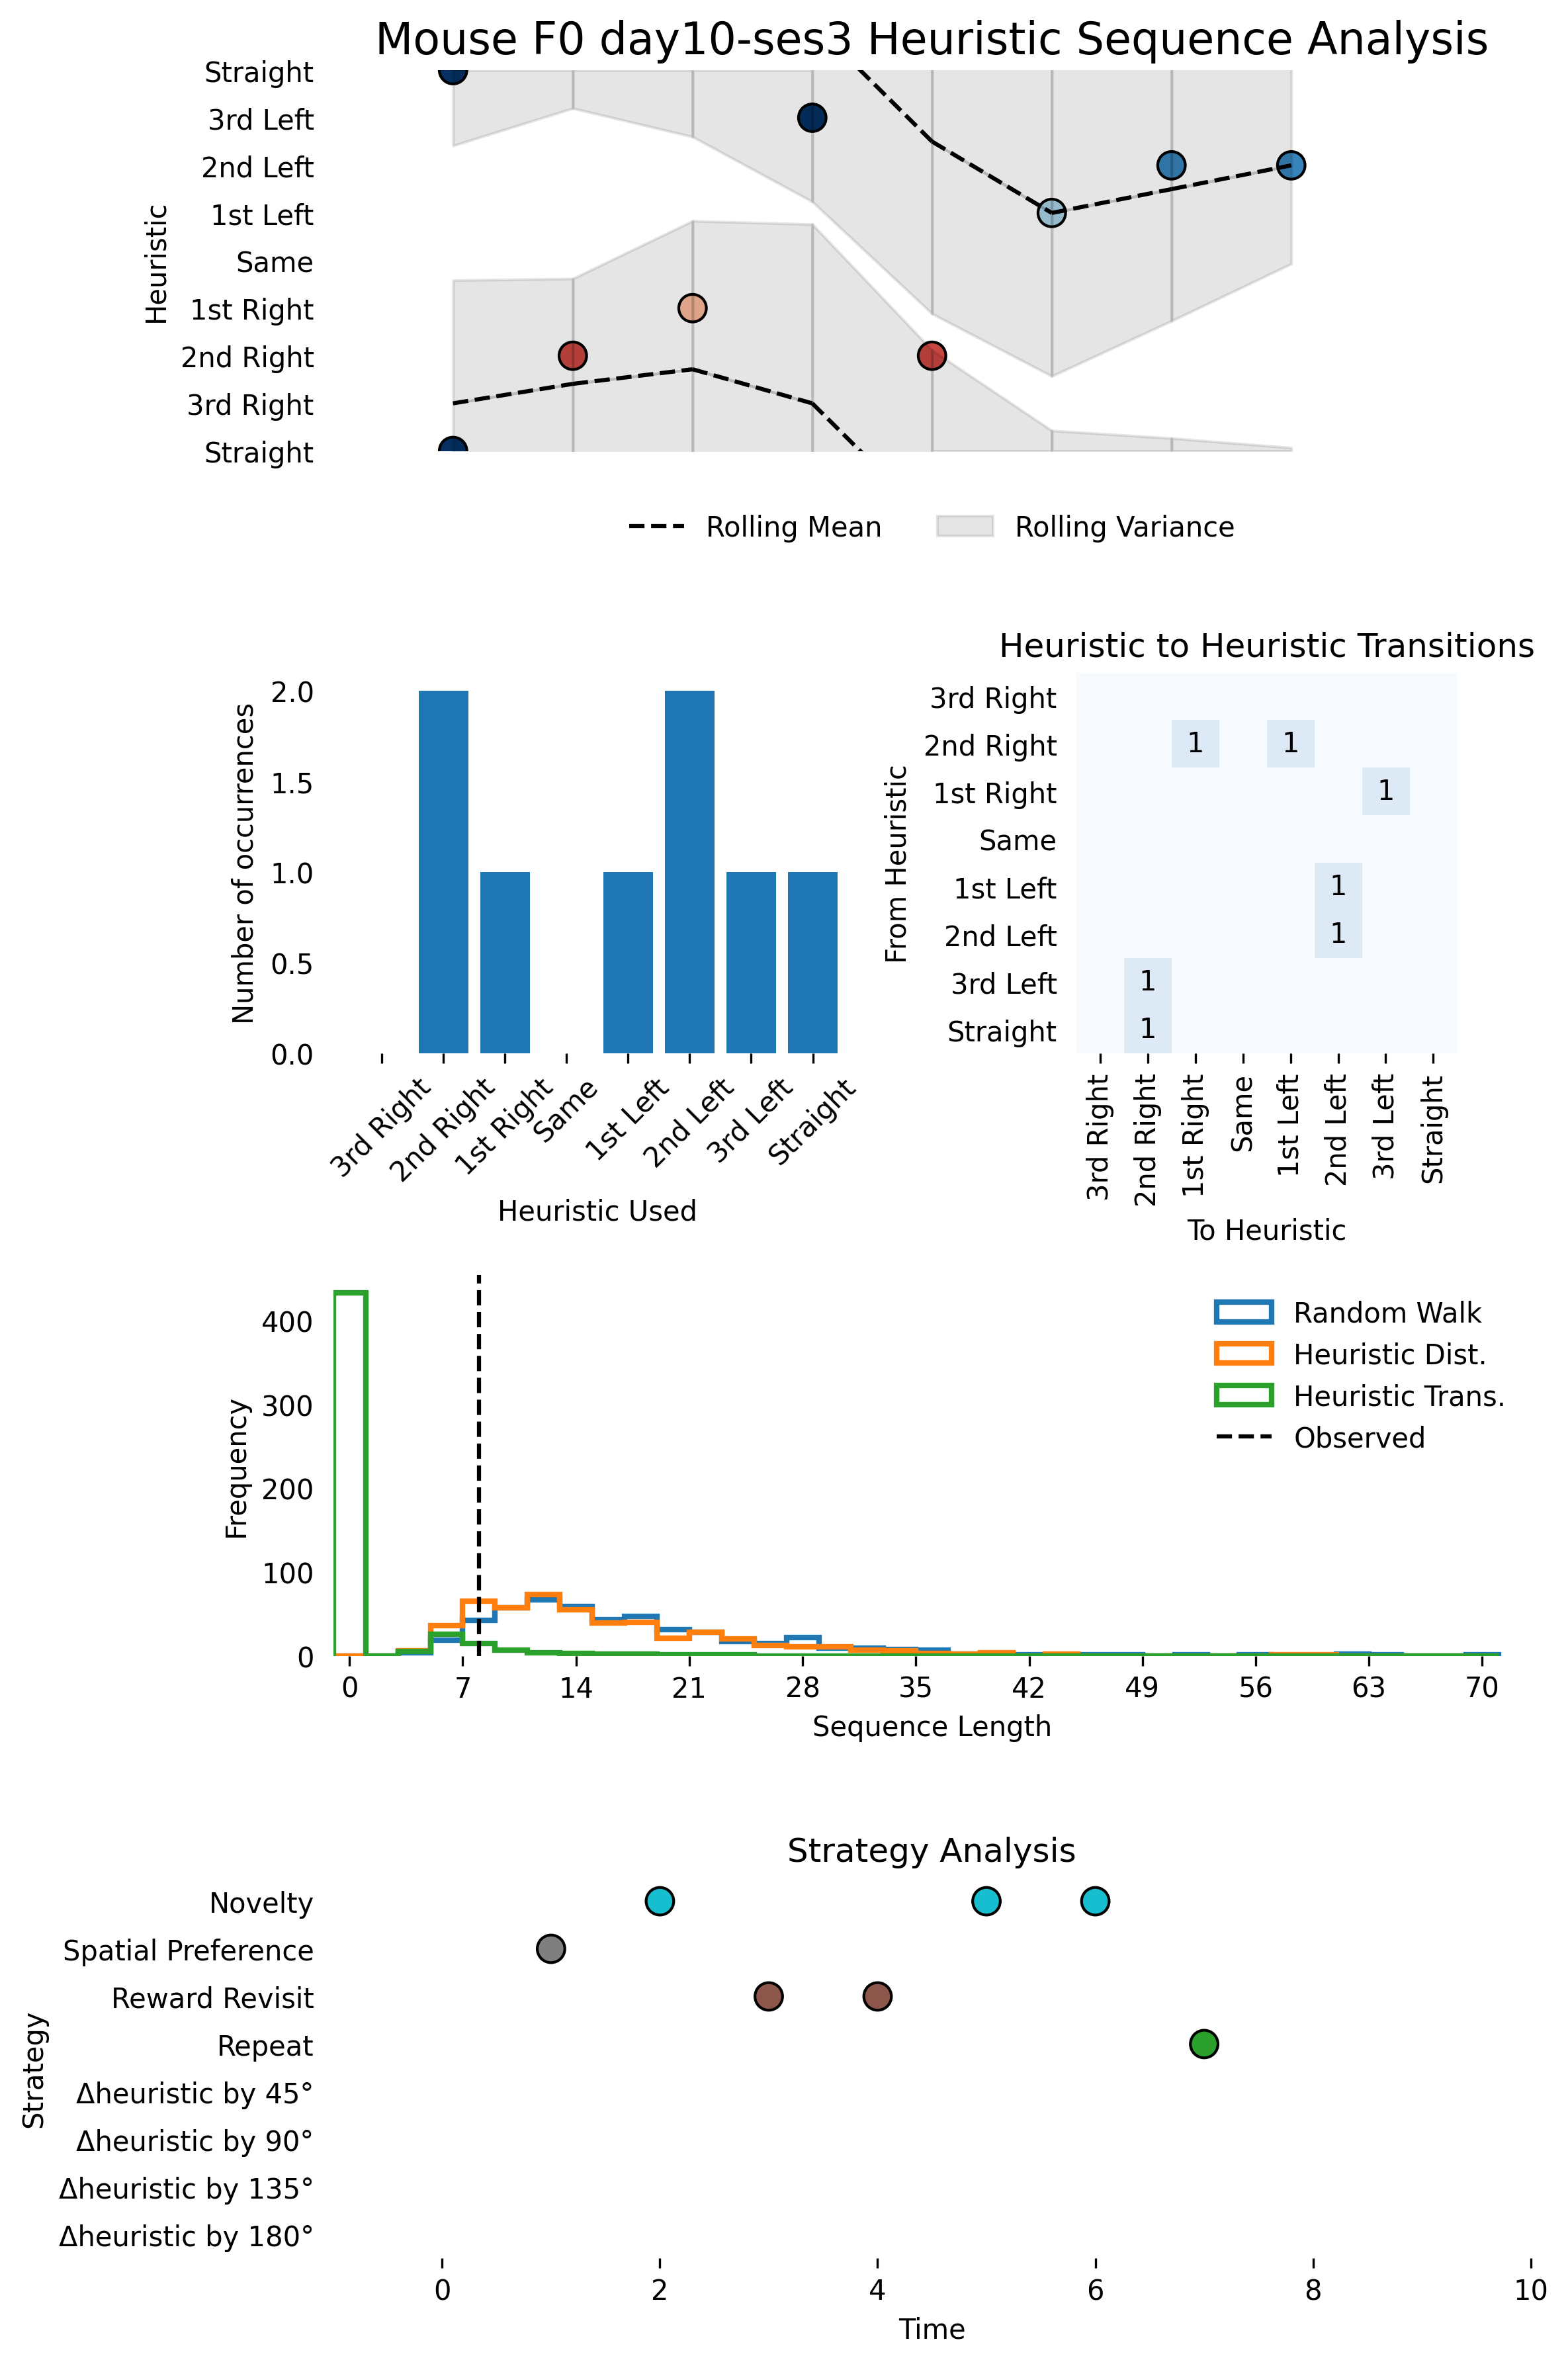 Mouse F0 day10-ses3 Heuristic Sequence Analysis
Straight
3rd Left
2nd Left
1st Left
Same
1st Right
2nd Right
3rd Right
Straight
Heuristic
Rolling Mean
Rolling Variance
2.0
1.5
1.0
0.5
0.0
Number of occurrences
3rd Right
2nd Right
1st Right
Same
1st Left
2nd Left
3rd Left
Straight
Heuristic Used
Heuristic to Heuristic Transitions
3rd Right
2nd Right
1st Right
Same
1st Left
2nd Left
3rd Left
Straight
From Heuristic
1 1
1
1
1
1
1
3rd Right
2nd Right
1st Right
Same
1st Left
2nd Left
3rd Left
Straight
To Heuristic
400
300
200
100
0
Frequency
Random Walk
Heuristic Dist.
Heuristic Trans.
Observed
0 7 14 21 28 35 42 49 56 63 70
Sequence Length
Strategy Analysis
Novelty
Spatial Preference
Reward Revisit
Repeat
Δheuristic by 45°
Δheuristic by 90°
Δheuristic by 135°
Δheuristic by 180°
Strategy
0 2 4 6 8 10
Time